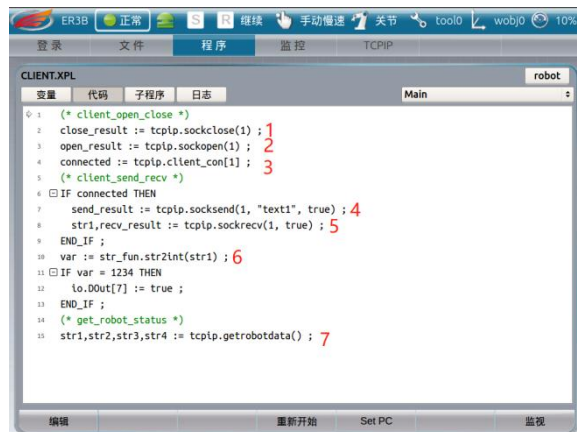 ER3B 正常 S R 继续 手动慢速 关节 tool0 wobj0 10%
登录 文件 程序 监控 TCPIP
CLIENT.XPL robot
变量 代码 子程序 日志 Main
1 (* client_open_close *)
2 close_result := tcpip.sockclose(1) ; 1
3 open_result := tcpip.sockopen(1) ; 2
4 connected := tcpip.client_con[1] ; 3
5 (* client_send_recv *)
6 IF connected THEN
7 send_result := tcpip.socksend(1, "text1", true) ; 4
8 str1,recv_result := tcpip.sockrecv(1, true) ; 5
9 END_IF ;
10 var := str_fun.str2int(str1) ; 6
11 IF var = 1234 THEN
12 io.DOut[7] := true ;
13 END_IF ;
14 (* get_robot_status *)
15 str1,str2,str3,str4 := tcpip.getrobotdata() ; 7
编辑 重新开始 Set PC 监视